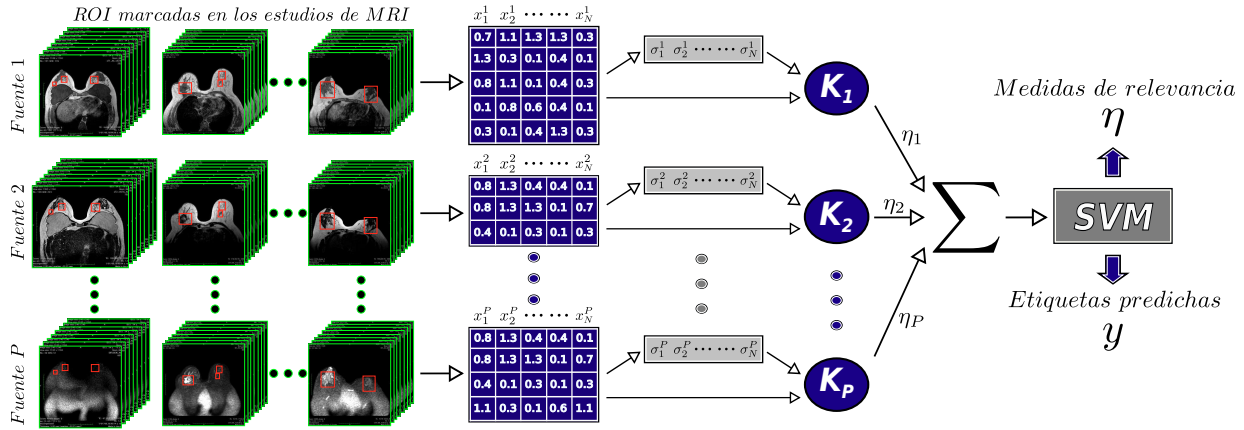 ROI marcadas en los estudios de MRI
Fuente 1
x_1^1 x_2^1 ⋯ ⋯ x_N^1
0.7 1.1 1.3 1.3 0.3
1.3 0.3 0.1 0.4 0.1
0.8 1.1 0.1 0.4 0.3
0.1 0.8 0.6 0.4 0.1
0.3 0.1 0.4 1.3 0.3
σ_1^1 σ_2^1 ⋯ ⋯ σ_N^1
K_1
η_1
Fuente 2
x_1^2 x_2^2 ⋯ ⋯ x_N^2
0.8 1.3 0.4 0.4 0.1
0.8 1.3 1.3 0.1 0.7
0.4 0.1 0.3 0.1 0.3
σ_1^2 σ_2^2 ⋯ ⋯ σ_N^2
K_2
η_2
Fuente P
x_1^P x_2^P ⋯ ⋯ x_N^P
0.8 1.3 0.4 0.4 0.1
0.8 1.3 1.3 0.1 0.7
0.4 0.1 0.3 0.1 0.3
1.1 0.3 0.1 0.6 1.1
σ_1^P σ_2^P ⋯ ⋯ σ_N^P
K_P
η_P
∑
Medidas de relevancia
η
SVM
Etiquetas predichas
y